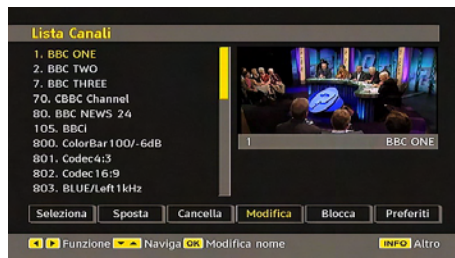 Lista Canali
1. BBC ONE
2. BBC TWO
7. BBC THREE
70. CBBC Channel
80. BBC NEWS 24
105. BBCi
800. ColorBar100/-6dB
801. Codec4:3
802. Codec16:9
803. BLUE/Left1kHz
1 BBC ONE
Seleziona Sposta Cancella Modifica Blocca Preferiti
Funzione Naviga OK Modifica nome INFO Altro